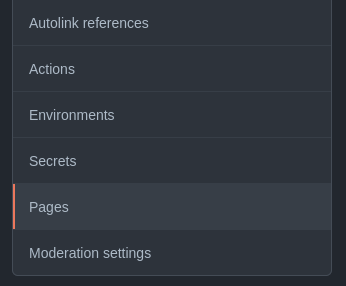 Autolink references
Actions
Environments
Secrets
Pages
Moderation settings